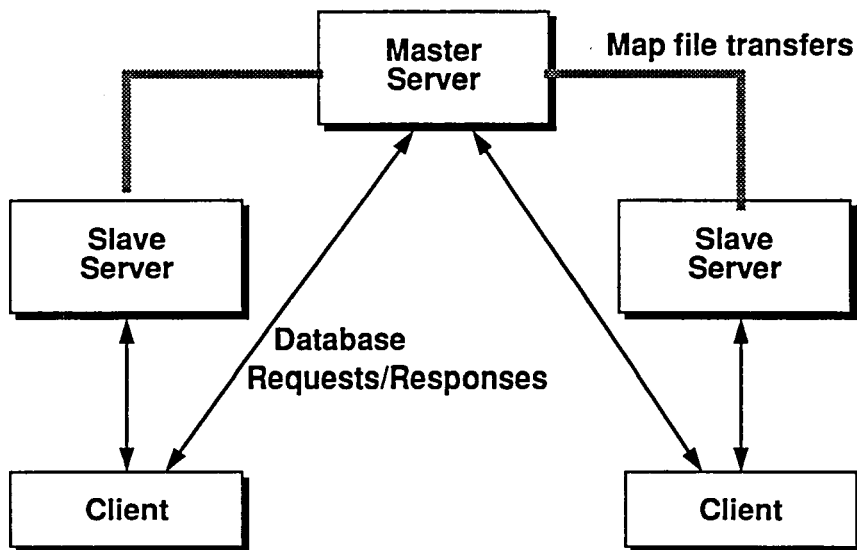 Master
Server
Map file transfers
Slave
Server
Slave
Server
Database
Requests/Responses
Client
Client